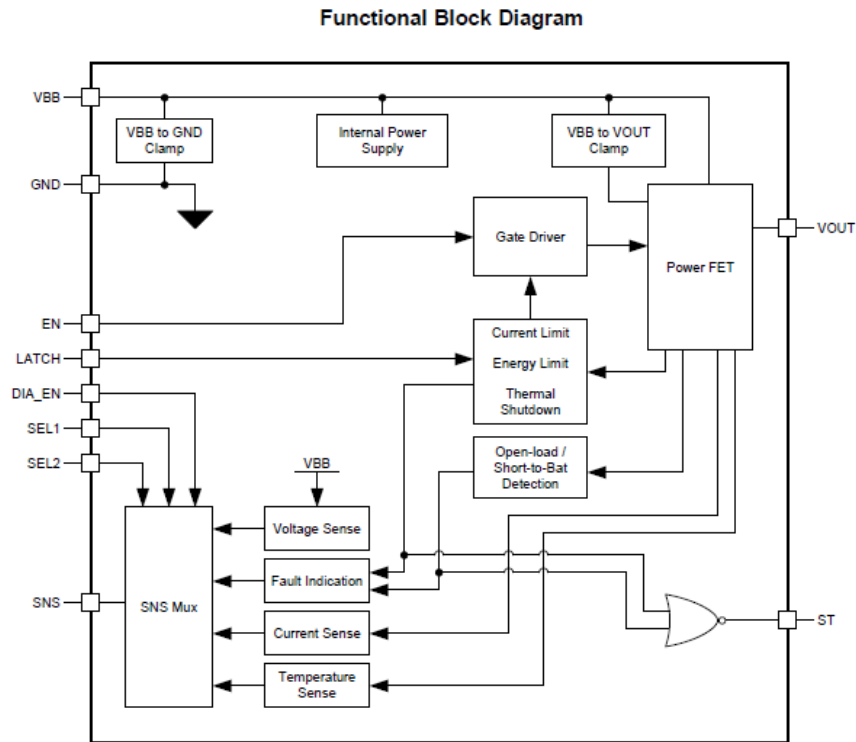 Functional Block Diagram
VBB
VBB to GND
Clamp
Internal Power
Supply
VBB to VOUT
Clamp
GND
Gate Driver
Power FET
VOUT
EN
LATCH
Current Limit
Energy Limit
Thermal
Shutdown
DIA_EN
SEL1
SEL2
Open-load /
Short-to-Bat
Detection
VBB
Voltage Sense
Fault Indication
SNS
SNS Mux
Current Sense
ST
Temperature
Sense